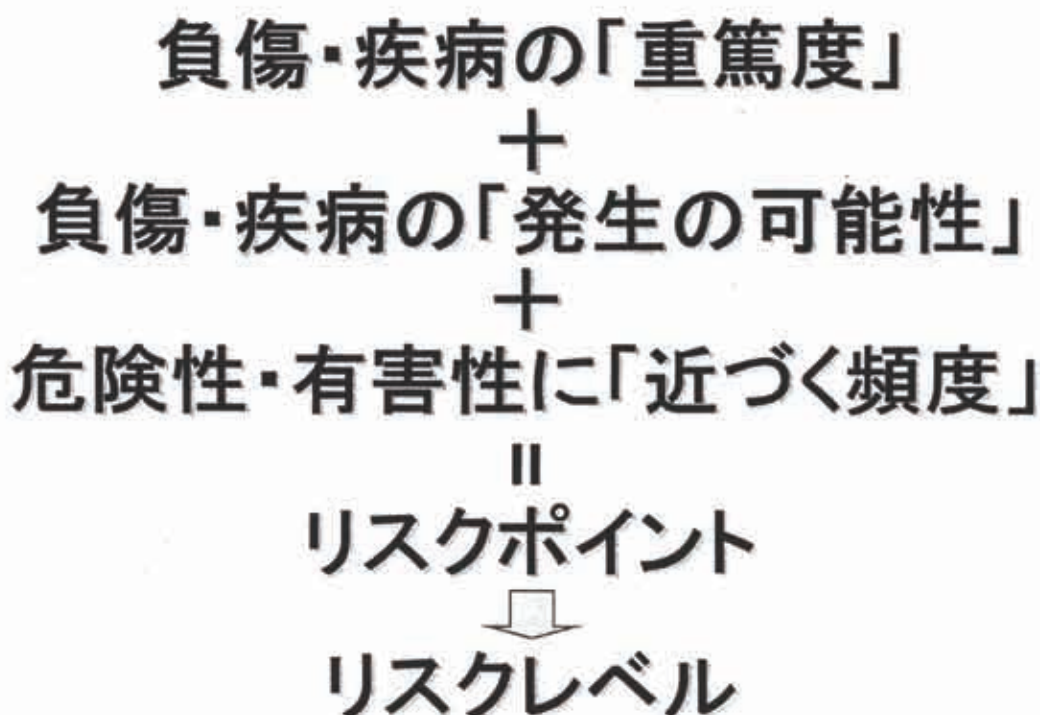 負傷・疾病の「重篤度」
＋
負傷・疾病の「発生の可能性」
＋
危険性・有害性に「近づく頻度」
＝
リスクポイント
リスクレベル